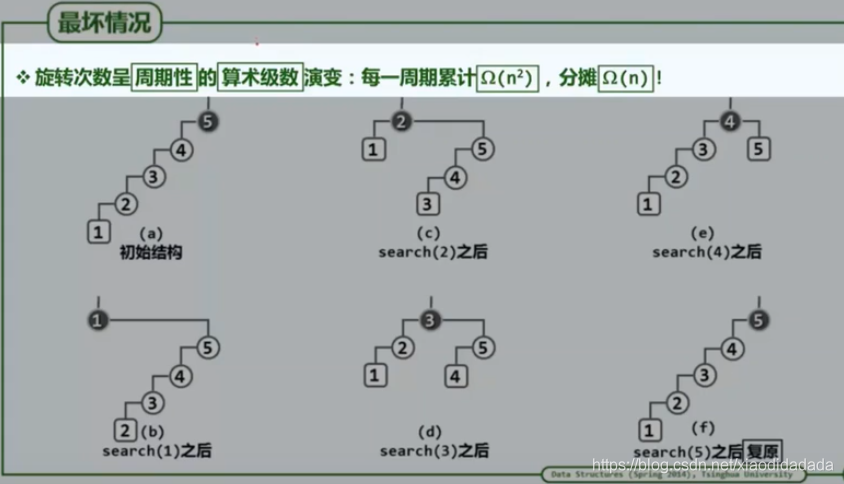 最坏情况
❖ 旋转次数呈周期性的算术级数演变：每一周期累计Ω(n²)，分摊Ω(n)！
5
4
3
2
1
(a)
初始结构
2
1
5
4
3
(c)
search(2)之后
4
3
5
2
1
(e)
search(4)之后
1
5
4
3
2
(b)
search(1)之后
3
2
5
1
4
(d)
search(3)之后
5
4
3
2
1
(f)
search(5)之后复原
Data Structures (Spring 2014), Tsinghua University
https://blog.csdn.net/xiaodidadada